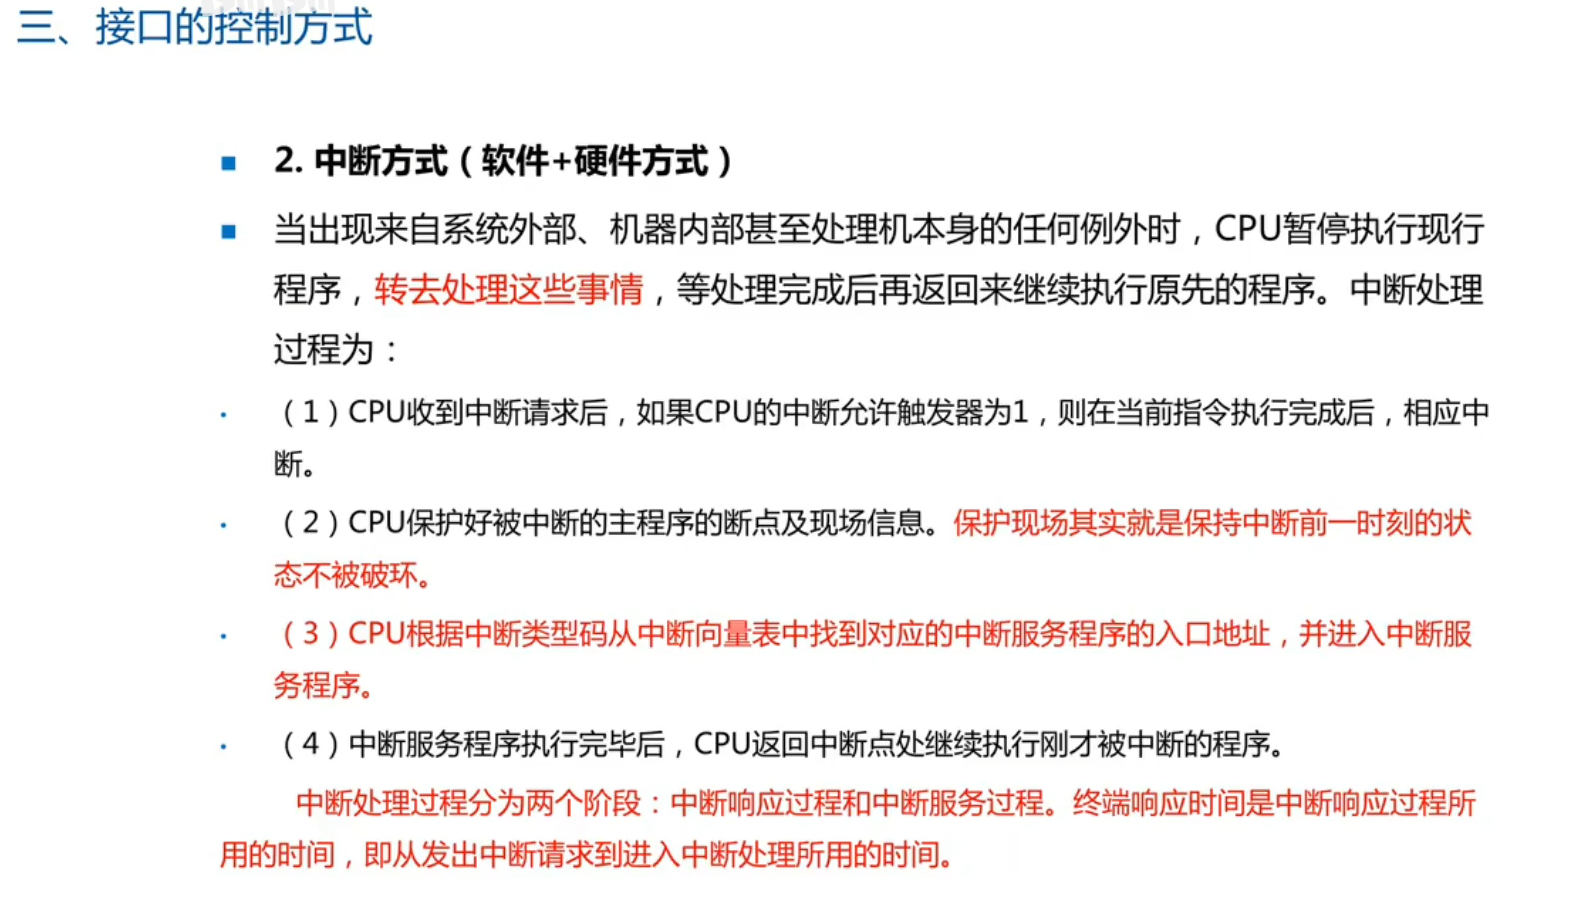 三、接口的控制方式
2. 中断方式（软件+硬件方式）
当出现来自系统外部、机器内部甚至处理机本身的任何例外时，CPU暂停执行现行
程序，转去处理这些事情，等处理完成后再返回来继续执行原先的程序。中断处理
过程为：
（1）CPU收到中断请求后，如果CPU的中断允许触发器为1，则在当前指令执行完成后，相应中
断。
（2）CPU保护好被中断的主程序的断点及现场信息。保护现场其实就是保持中断前一时刻的状
态不被破环。
（3）CPU根据中断类型码从中断向量表中找到对应的中断服务程序的入口地址，并进入中断服
务程序。
（4）中断服务程序执行完毕后，CPU返回中断点处继续执行刚才被中断的程序。
中断处理过程分为两个阶段：中断响应过程和中断服务过程。终端响应时间是中断响应过程所
用的时间，即从发出中断请求到进入中断处理所用的时间。